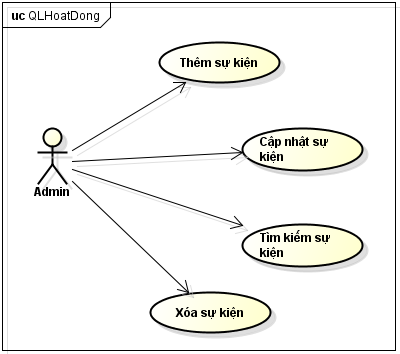 uc QLHoatDong
Thêm sự kiện
Cập nhật sự
kiện
Admin
Tìm kiếm sự
kiện
Xóa sự kiện